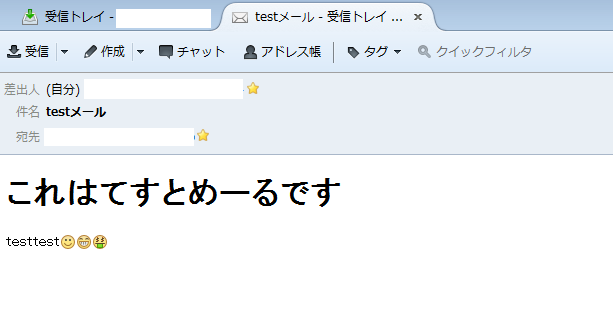 受信トレイ - testメール - 受信トレイ ...
受信 作成 チャット アドレス帳 タグ クイックフィルタ
差出人 (自分)
件名 testメール
宛先
これはてすとめーるです
testtest